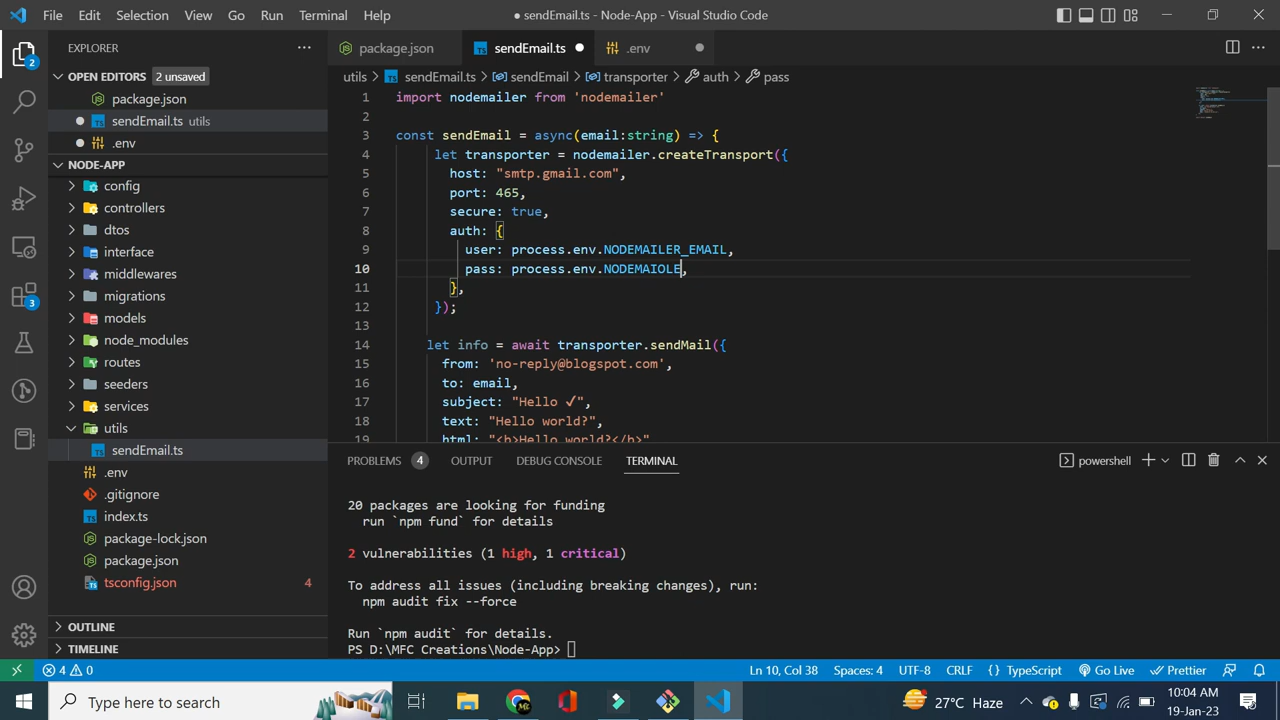 File Edit Selection View Go Run Terminal Help
● sendEmail.ts - Node-App - Visual Studio Code
EXPLORER
OPEN EDITORS 2 unsaved
package.json
sendEmail.ts utils
.env
NODE-APP
config
controllers
dtos
interface
middlewares
migrations
models
node_modules
routes
seeders
services
utils
sendEmail.ts
.env
.gitignore
index.ts
package-lock.json
package.json
tsconfig.json 4
OUTLINE
TIMELINE
2
3
package.json sendEmail.ts .env
utils > sendEmail.ts > sendEmail > transporter > auth > pass
1 import nodemailer from 'nodemailer'
2
3 const sendEmail = async(email:string) => {
4 let transporter = nodemailer.createTransport({
5 host: "smtp.gmail.com",
6 port: 465,
7 secure: true,
8 auth: {
9 user: process.env.NODEMAILER_EMAIL,
10 pass: process.env.NODEMAIOLE,
11 },
12 });
13
14 let info = await transporter.sendMail({
15 from: 'no-reply@blogspot.com',
16 to: email,
17 subject: "Hello ✓",
18 text: "Hello world?",
19 html: "<b>Hello world?</b>"
PROBLEMS 4 OUTPUT DEBUG CONSOLE TERMINAL
powershell
20 packages are looking for funding
run `npm fund` for details
2 vulnerabilities (1 high, 1 critical)
To address all issues (including breaking changes), run:
npm audit fix --force
Run `npm audit` for details.
PS D:\MFC Creations\Node-App>
4 0
Ln 10, Col 38 Spaces: 4 UTF-8 CRLF {} TypeScript Go Live Prettier
Type here to search
27°C Haze
10:04 AM
19-Jan-23